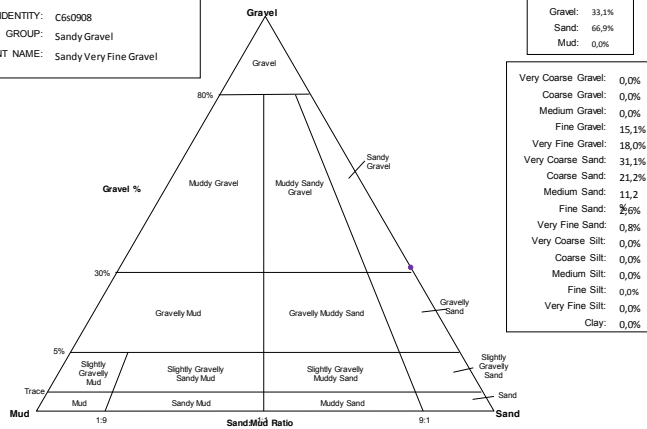 IDENTITY: C6s0908
GROUP: Sandy Gravel
NT NAME: Sandy Very Fine Gravel
Gravel
Gravel: 33,1%
Sand: 66,9%
Mud: 0,0%
Gravel
80%
Sandy
Gravel
Muddy Gravel
Muddy Sandy
Gravel
Gravel %
30%
Gravelly Mud
Gravelly Muddy Sand
Gravelly
Sand
5%
Slightly
Gravelly
Mud
Slightly Gravelly
Sandy Mud
Slightly Gravelly
Muddy Sand
Slightly
Gravelly
Sand
Trace
Mud
Sandy Mud
Muddy Sand
Sand
Mud
Sand
1:9
1:1
9:1
Sand:Mud Ratio
Very Coarse Gravel: 0,0%
Coarse Gravel: 0,0%
Medium Gravel: 0,0%
Fine Gravel: 15,1%
Very Fine Gravel: 18,0%
Very Coarse Sand: 31,1%
Coarse Sand: 21,2%
Medium Sand: 11,2
%
Fine Sand: 2,6%
Very Fine Sand: 0,8%
Very Coarse Silt: 0,0%
Coarse Silt: 0,0%
Medium Silt: 0,0%
Fine Silt: 0,0%
Very Fine Silt: 0,0%
Clay: 0,0%